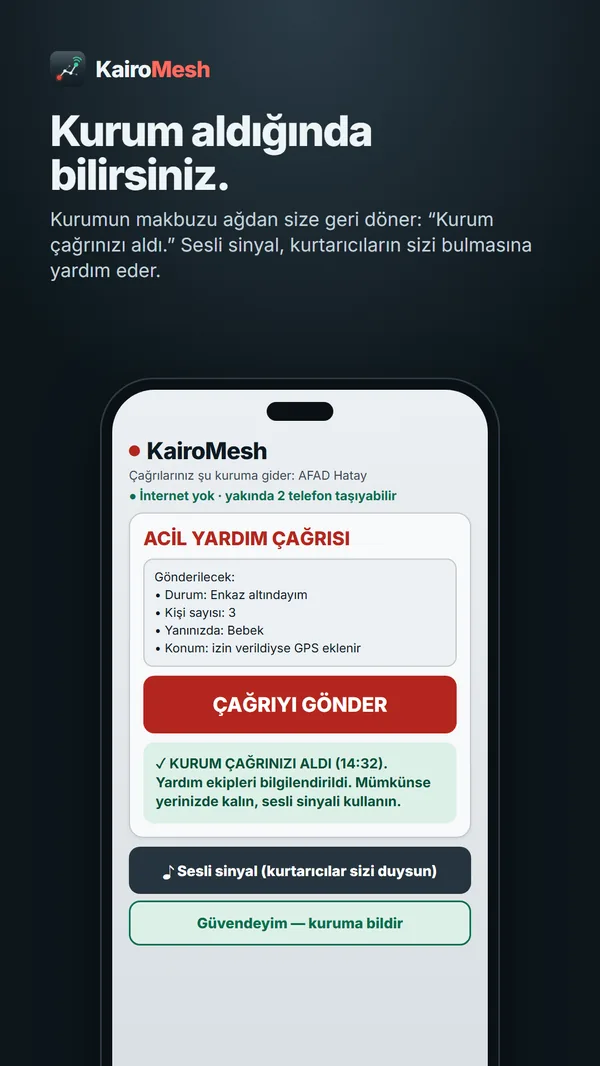 KairoMesh
Kurum aldığında
bilirsiniz.
Kurumun makbuzu ağdan size geri döner: “Kurum
çağrınızı aldı.” Sesli sinyal, kurtarıcıların sizi bulmasına
yardım eder.
KairoMesh
Çağrılarınız şu kuruma gider: AFAD Hatay
● İnternet yok · yakında 2 telefon taşıyabilir
ACİL YARDIM ÇAĞRISI
Gönderilecek:
• Durum: Enkaz altındayım
• Kişi sayısı: 3
• Yanınızda: Bebek
• Konum: izin verildiyse GPS eklenir
ÇAĞRIYI GÖNDER
✓ KURUM ÇAĞRINIZI ALDI (14:32).
Yardım ekipleri bilgilendirildi. Mümkünse
yerinizde kalın, sesli sinyali kullanın.
♪ Sesli sinyal (kurtarıcılar sizi duysun)
Güvendeyim — kuruma bildir